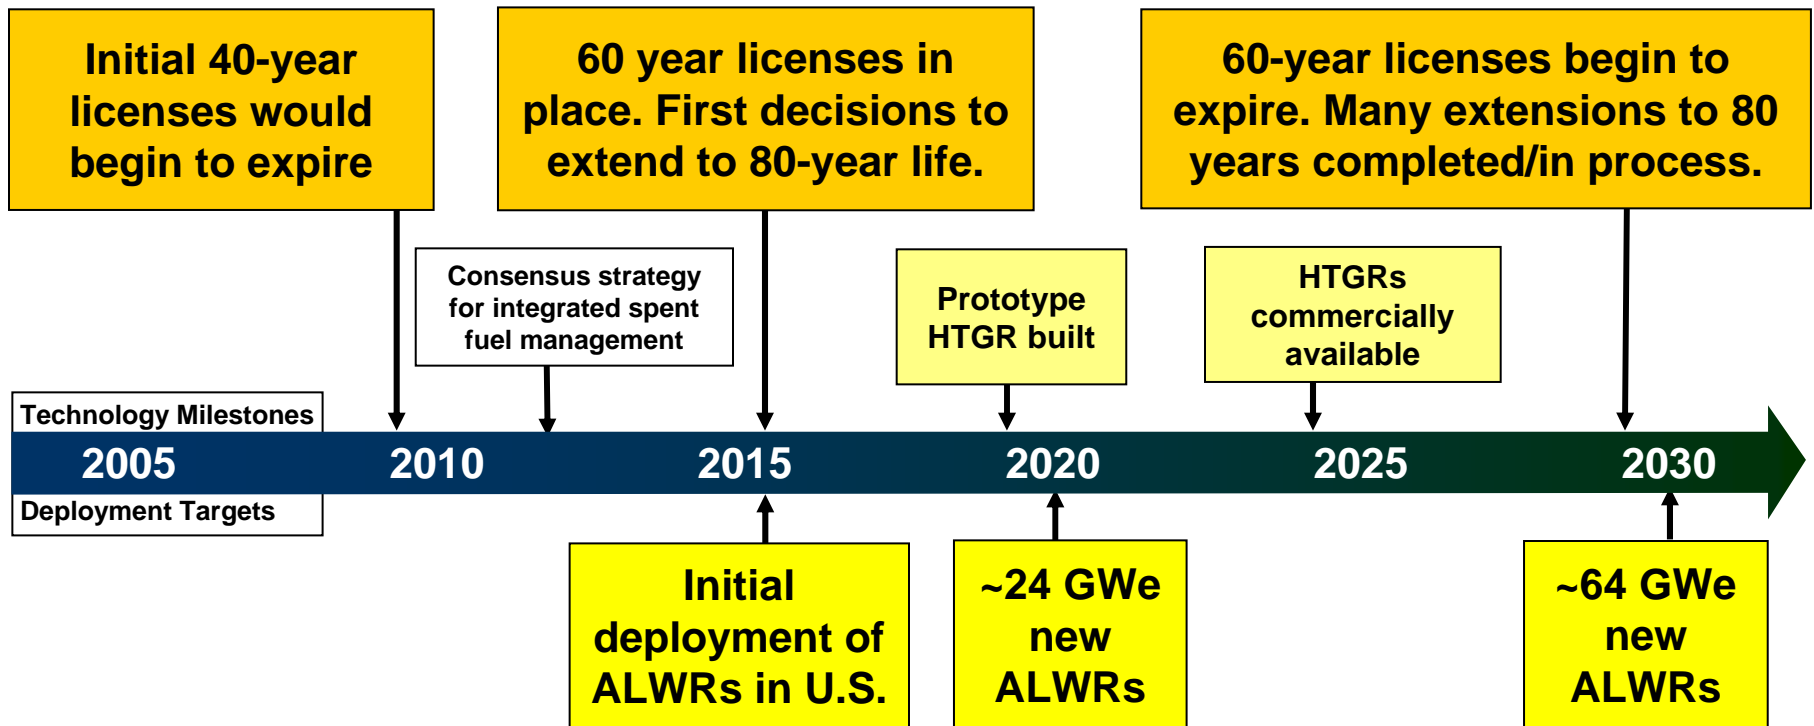 Initial 40-year
licenses would
begin to expire
60 year licenses in
place. First decisions to
extend to 80-year life.
60-year licenses begin to
expire. Many extensions to 80
years completed/in process.
Consensus strategy
for integrated spent
fuel management
Prototype
HTGR built
HTGRs
commercially
available
Technology Milestones
2005 2010 2015 2020 2025 2030
Deployment Targets
Initial
deployment of
ALWRs in U.S.
~24 GWe
new
ALWRs
~64 GWe
new
ALWRs